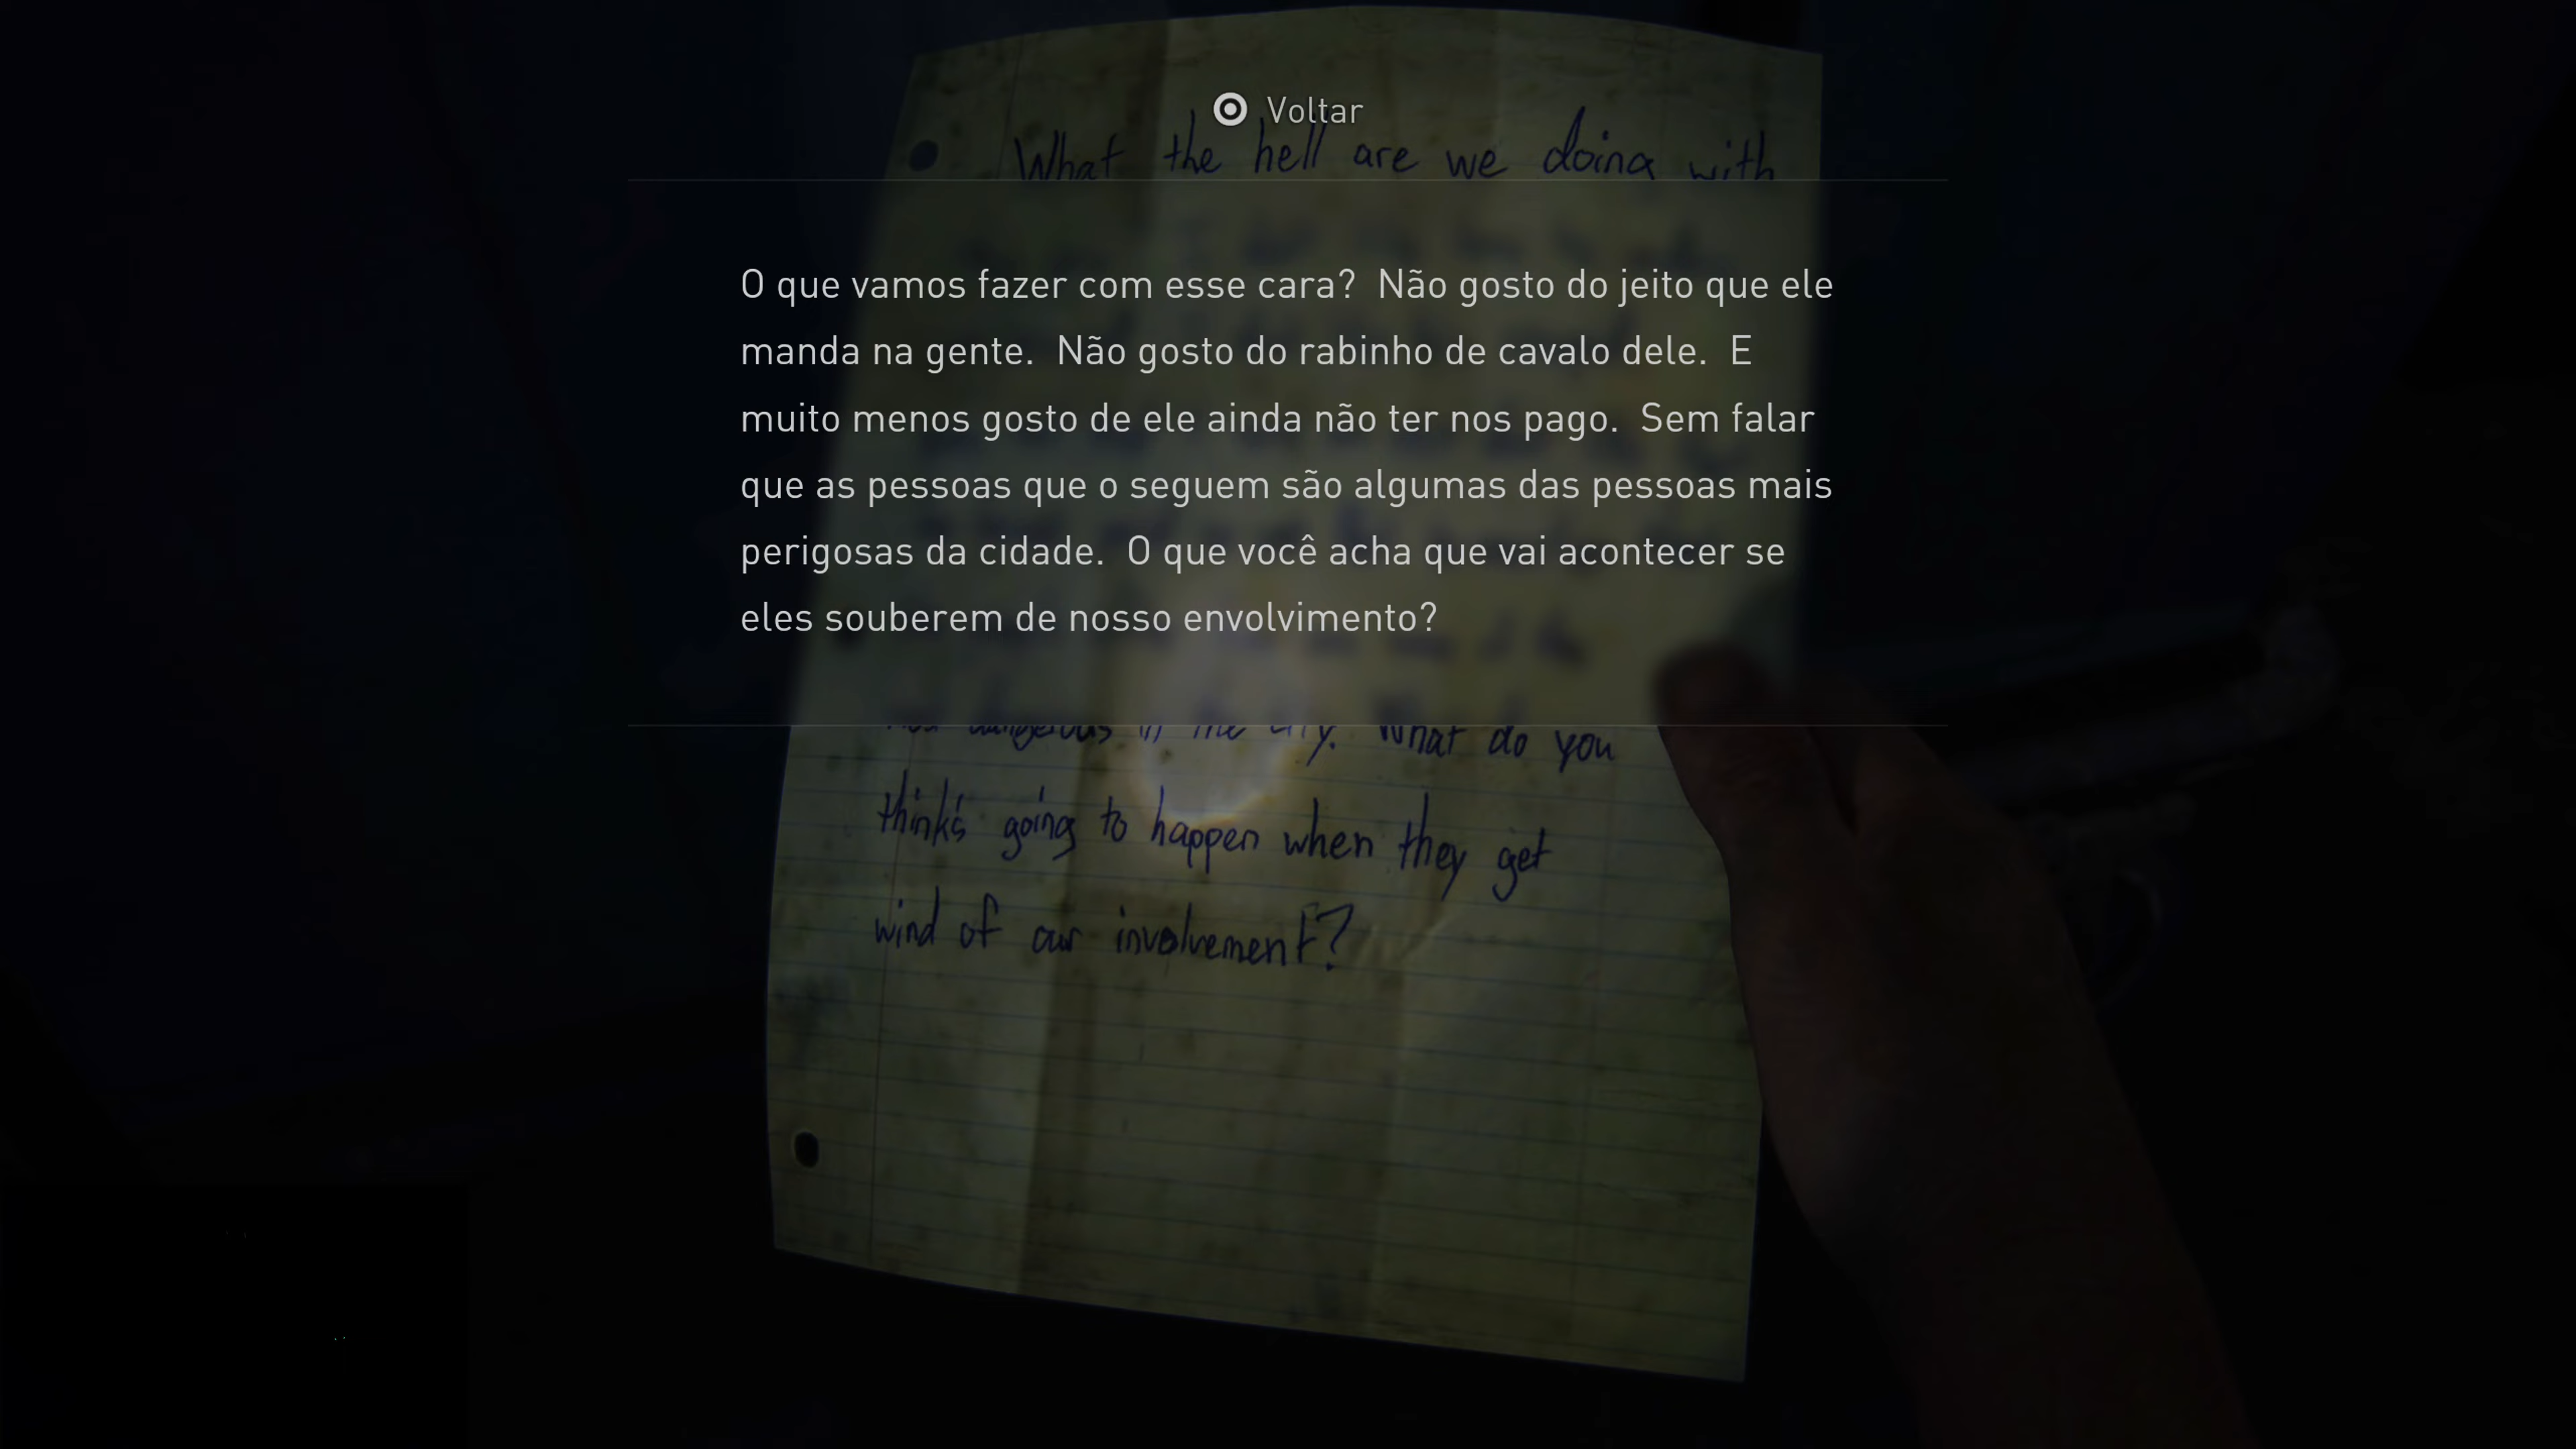 Voltar
What the hell are we doing with
O que vamos fazer com esse cara? Não gosto do jeito que ele
manda na gente. Não gosto do rabinho de cavalo dele. E
muito menos gosto de ele ainda não ter nos pago. Sem falar
que as pessoas que o seguem são algumas das pessoas mais
perigosas da cidade. O que você acha que vai acontecer se
eles souberem de nosso envolvimento?
dangerous in the city. What do you
think's going to happen when they get
wind of our involvement?